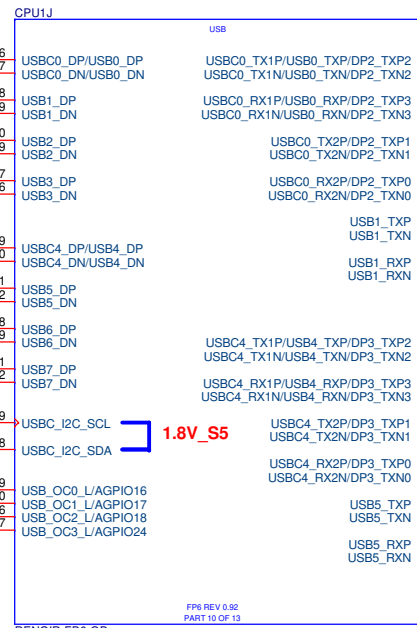 CPU1J
USB
USBC0_DP/USB0_DP
USBC0_DN/USB0_DN
USB1_DP
USB1_DN
USB2_DP
USB2_DN
USB3_DP
USB3_DN
USBC4_DP/USB4_DP
USBC4_DN/USB4_DN
USB5_DP
USB5_DN
USB6_DP
USB6_DN
USB7_DP
USB7_DN
USBC_I2C_SCL
USBC_I2C_SDA
1.8V_S5
USB_OC0_L/AGPIO16
USB_OC1_L/AGPIO17
USB_OC2_L/AGPIO18
USB_OC3_L/AGPIO24
USBC0_TX1P/USB0_TXP/DP2_TXP2
USBC0_TX1N/USB0_TXN/DP2_TXN2
USBC0_RX1P/USB0_RXP/DP2_TXP3
USBC0_RX1N/USB0_RXN/DP2_TXN3
USBC0_TX2P/DP2_TXP1
USBC0_TX2N/DP2_TXN1
USBC0_RX2P/DP2_TXP0
USBC0_RX2N/DP2_TXN0
USB1_TXP
USB1_TXN
USB1_RXP
USB1_RXN
USBC4_TX1P/USB4_TXP/DP3_TXP2
USBC4_TX1N/USB4_TXN/DP3_TXN2
USBC4_RX1P/USB4_RXP/DP3_TXP3
USBC4_RX1N/USB4_RXN/DP3_TXN3
USBC4_TX2P/DP3_TXP1
USBC4_TX2N/DP3_TXN1
USBC4_RX2P/DP3_TXP0
USBC4_RX2N/DP3_TXN0
USB5_TXP
USB5_TXN
USB5_RXP
USB5_RXN
FP6 REV 0.92
PART 10 OF 13